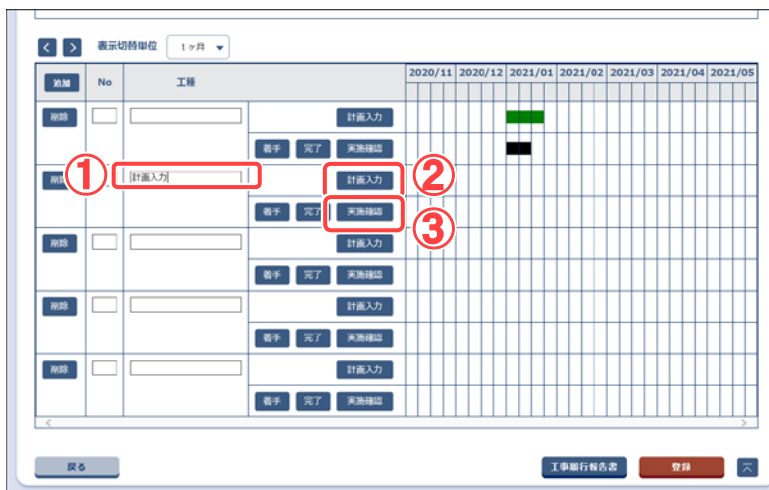 < > 表示切替単位 1ヶ月
2020/11 2020/12 2021/01 2021/02 2021/03 2021/04 2021/05
追加 No 工種
削除 計画入力
着手 完了 実施確認
削除 ① 計画入力 計画入力 ②
着手 完了 実施確認 ③
削除 計画入力
着手 完了 実施確認
削除 計画入力
着手 完了 実施確認
削除 計画入力
着手 完了 実施確認
戻る 工事履行報告書 登録